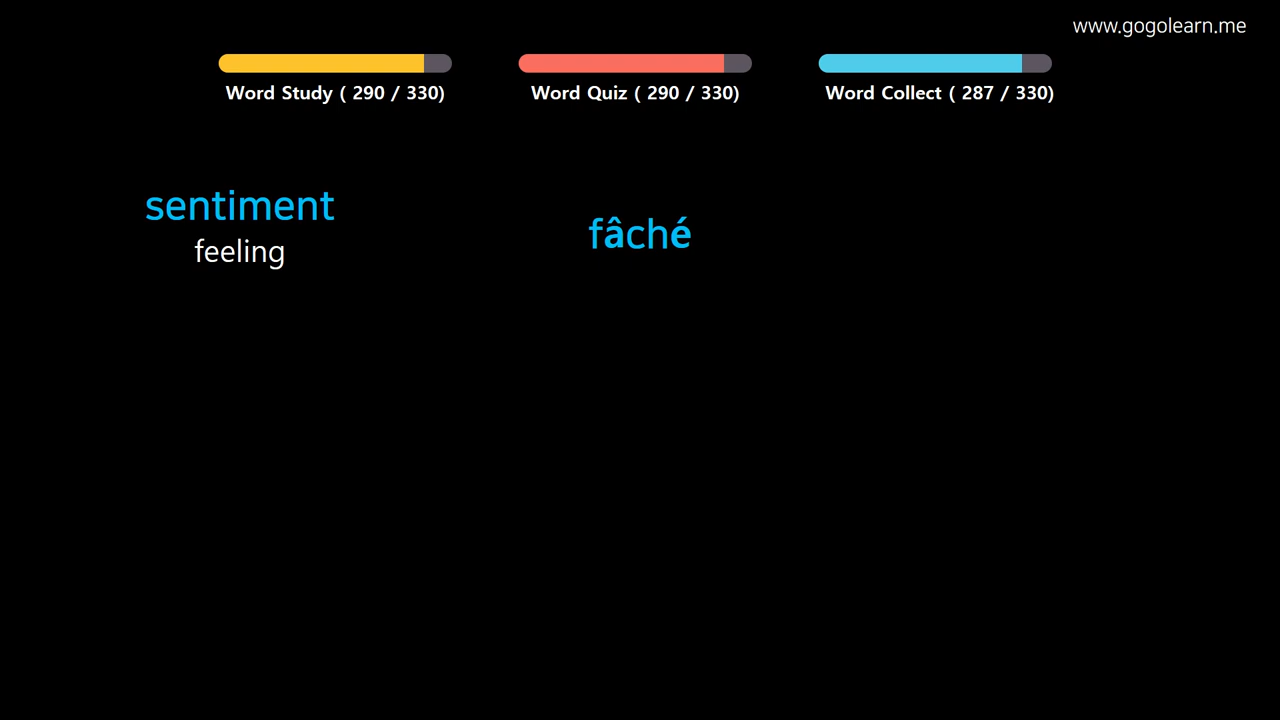 www.gogolearn.me
Word Study ( 290 / 330)
Word Quiz ( 290 / 330)
Word Collect ( 287 / 330)
sentiment
feeling
fâché